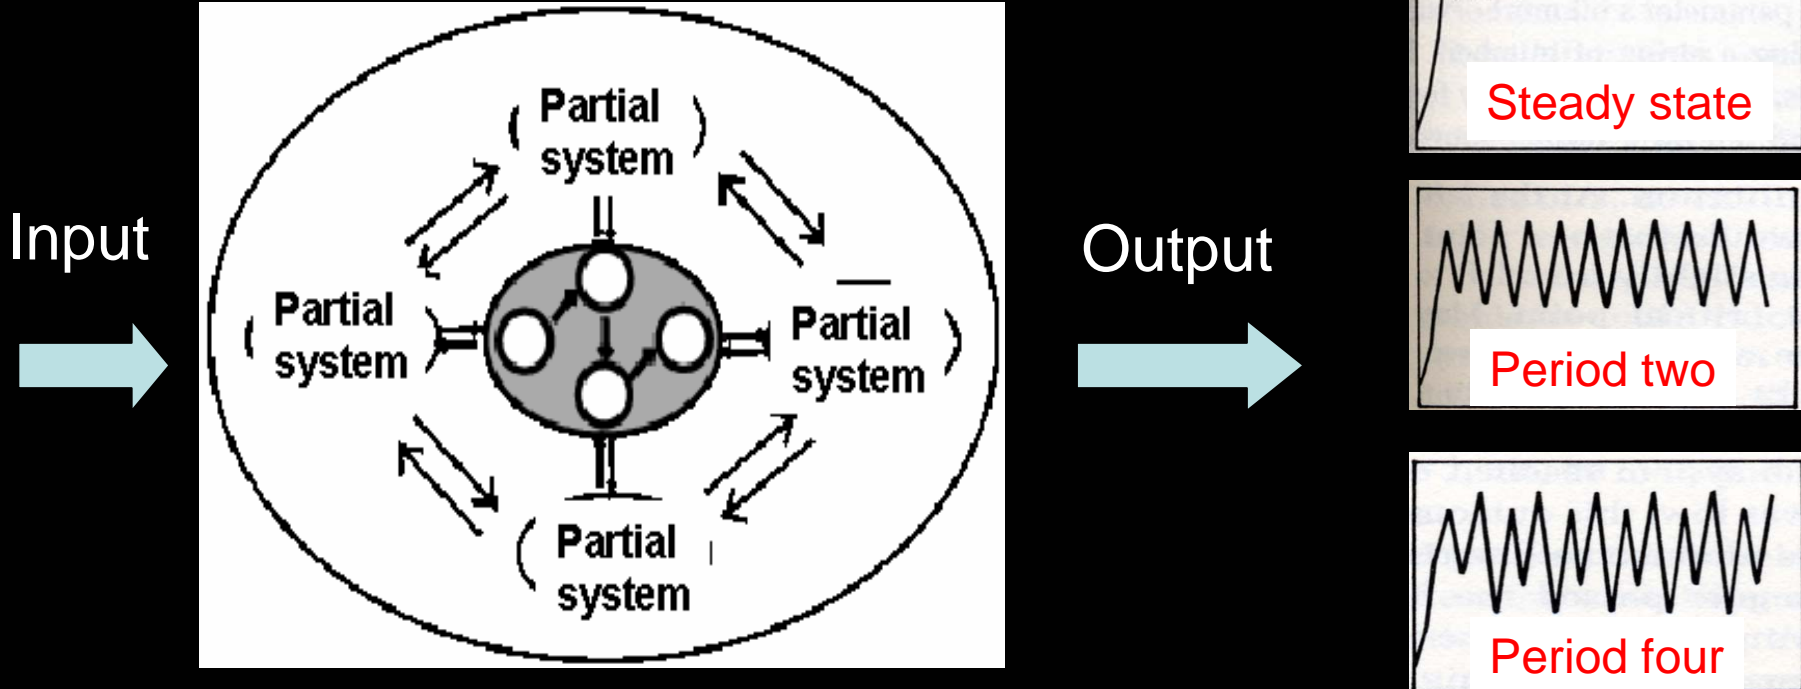 Input
Partial
system
Partial
system
Partial
system
Partial
system
Output
Steady state
Period two
Period four